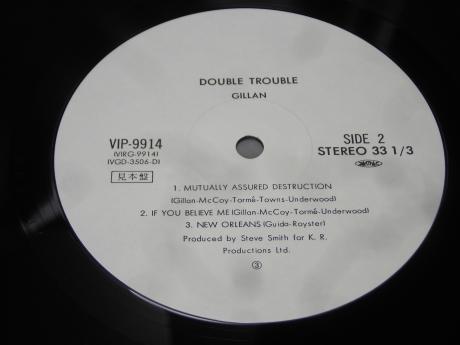 DOUBLE TROUBLE
GILLAN
VIP-9914
(VIRG-9914)
(VGD-3506-D)
見本盤
SIDE 2
STEREO 33 1/3
1. MUTUALLY ASSURED DESTRUCTION
(Gillan-McCoy-Tormé-Towns-Underwood)
2. IF YOU BELIEVE ME (Gillan-McCoy-Tormé-Underwood)
3. NEW ORLEANS (Guida-Royster)
Produced by Steve Smith for K. R.
Productions Ltd.
③